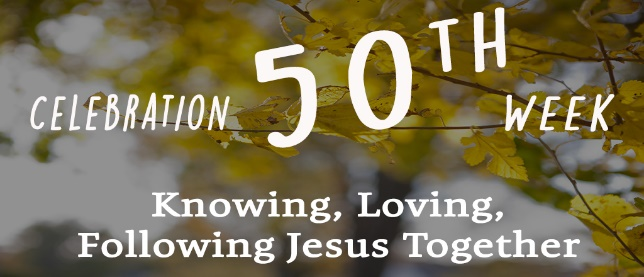 CELEBRATION 50TH WEEK
Knowing, Loving,
Following Jesus Together